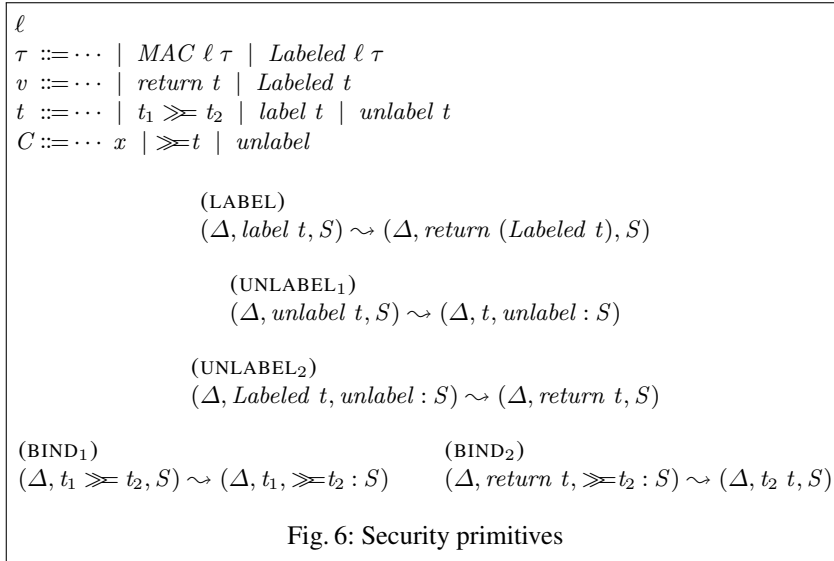 ℓ
τ ::= ⋯ | MAC ℓ τ | Labeled ℓ τ
v ::= ⋯ | return t | Labeled t
t ::= ⋯ | t₁ ≫= t₂ | label t | unlabel t
C ::= ⋯ x | ≫=t | unlabel
(LABEL)
(Δ, label t, S) ⇝ (Δ, return (Labeled t), S)
(UNLABEL₁)
(Δ, unlabel t, S) ⇝ (Δ, t, unlabel : S)
(UNLABEL₂)
(Δ, Labeled t, unlabel : S) ⇝ (Δ, return t, S)
(BIND₁) (BIND₂)
(Δ, t₁ ≫= t₂, S) ⇝ (Δ, t₁, ≫=t₂ : S) (Δ, return t, ≫=t₂ : S) ⇝ (Δ, t₂ t, S)
Fig. 6: Security primitives